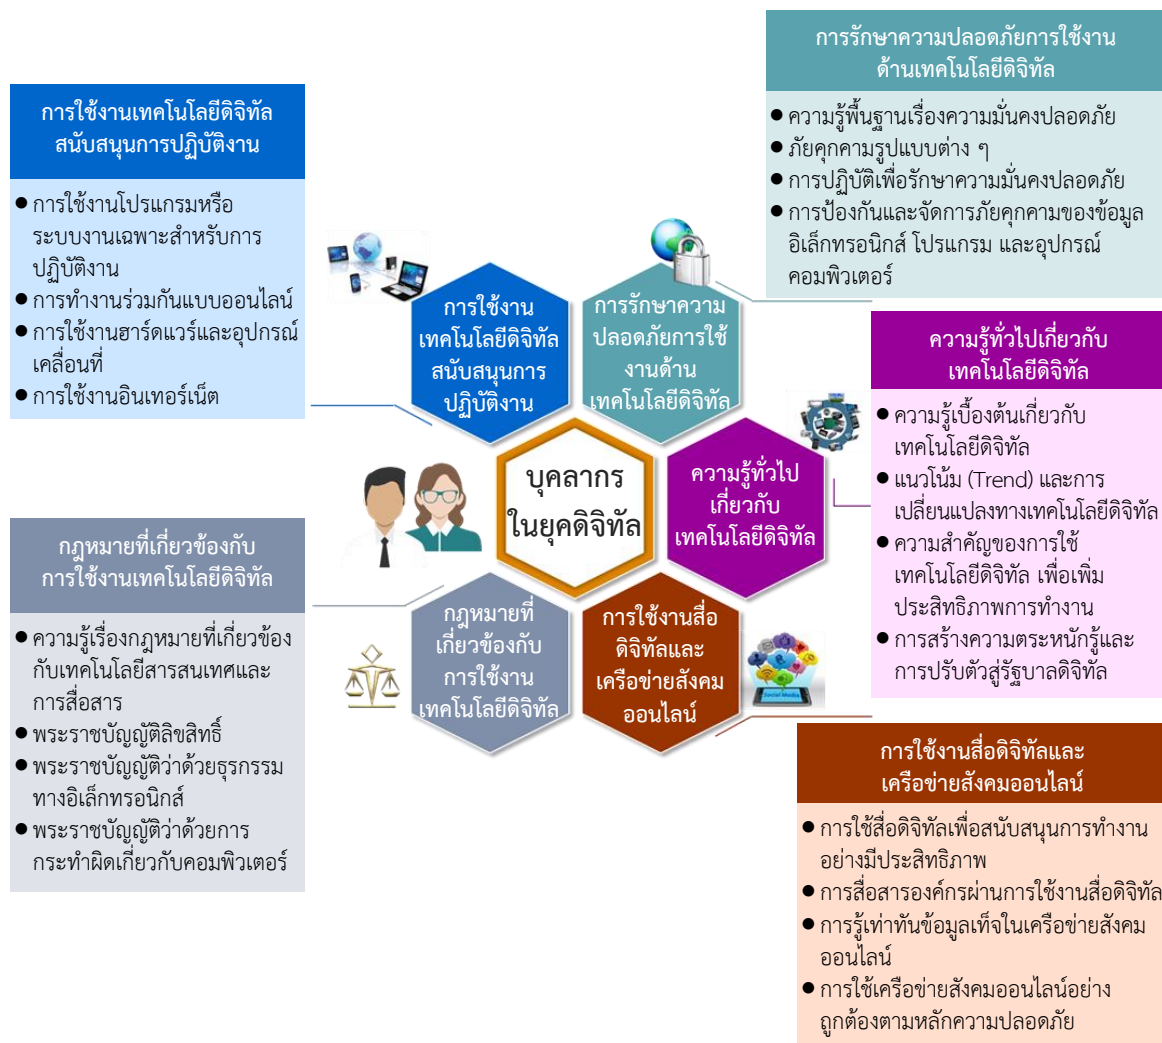 การรักษาความปลอดภัยการใช้งาน
ด้านเทคโนโลยีดิจิทัล
● ความรู้พื้นฐานเรื่องความมั่นคงปลอดภัย
● ภัยคุกคามรูปแบบต่าง ๆ
● การปฏิบัติเพื่อรักษาความมั่นคงปลอดภัย
● การป้องกันและจัดการภัยคุกคามของข้อมูล
อิเล็กทรอนิกส์ โปรแกรม และอุปกรณ์
คอมพิวเตอร์
การใช้งานเทคโนโลยีดิจิทัล
สนับสนุนการปฏิบัติงาน
● การใช้งานโปรแกรมหรือ
ระบบงานเฉพาะสำหรับการ
ปฏิบัติงาน
● การทำงานร่วมกันแบบออนไลน์
● การใช้งานฮาร์ดแวร์และอุปกรณ์
เคลื่อนที่
● การใช้งานอินเทอร์เน็ต
การใช้งาน
เทคโนโลยีดิจิทัล
สนับสนุนการ
ปฏิบัติงาน
การรักษาความ
ปลอดภัยการใช้
งานด้าน
เทคโนโลยีดิจิทัล
ความรู้ทั่วไปเกี่ยวกับ
เทคโนโลยีดิจิทัล
● ความรู้เบื้องต้นเกี่ยวกับ
เทคโนโลยีดิจิทัล
● แนวโน้ม (Trend) และการ
เปลี่ยนแปลงทางเทคโนโลยีดิจิทัล
● ความสำคัญของการใช้
เทคโนโลยีดิจิทัล เพื่อเพิ่ม
ประสิทธิภาพการทำงาน
● การสร้างความตระหนักรู้และ
การปรับตัวสู่รัฐบาลดิจิทัล
บุคลากร
ในยุคดิจิทัล
ความรู้ทั่วไป
เกี่ยวกับ
เทคโนโลยีดิจิทัล
กฎหมายที่เกี่ยวข้องกับ
การใช้งานเทคโนโลยีดิจิทัล
● ความรู้เรื่องกฎหมายที่เกี่ยวข้อง
กับเทคโนโลยีสารสนเทศและ
การสื่อสาร
● พระราชบัญญัติลิขสิทธิ์
● พระราชบัญญัติว่าด้วยธุรกรรม
ทางอิเล็กทรอนิกส์
● พระราชบัญญัติว่าด้วยการ
กระทำผิดเกี่ยวกับคอมพิวเตอร์
กฎหมายที่
เกี่ยวข้องกับ
การใช้งาน
เทคโนโลยีดิจิทัล
การใช้งานสื่อ
ดิจิทัลและ
เครือข่ายสังคม
ออนไลน์
Social Media
การใช้งานสื่อดิจิทัลและ
เครือข่ายสังคมออนไลน์
● การใช้สื่อดิจิทัลเพื่อสนับสนุนการทำงาน
อย่างมีประสิทธิภาพ
● การสื่อสารองค์กรผ่านการใช้งานสื่อดิจิทัล
● การรู้เท่าทันข้อมูลเท็จในเครือข่ายสังคม
ออนไลน์
● การใช้เครือข่ายสังคมออนไลน์อย่าง
ถูกต้องตามหลักความปลอดภัย